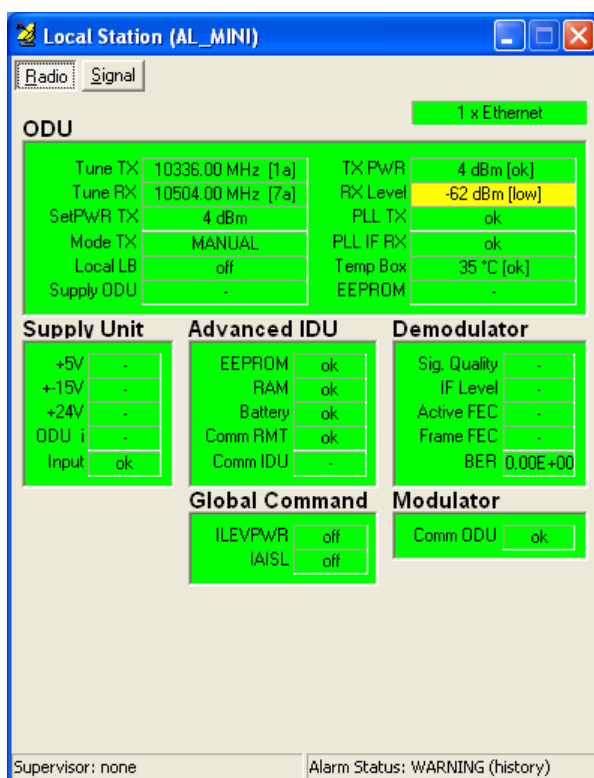 Local Station (AL_MINI)
Radio Signal
1 x Ethernet
ODU
Tune TX 10336.00 MHz [1a] TX PWR 4 dBm [ok]
Tune RX 10504.00 MHz [7a] RX Level -62 dBm [low]
SetPWR TX 4 dBm PLL TX ok
Mode TX MANUAL PLL IF RX ok
Local LB off Temp Box 35 °C [ok]
Supply ODU - EEPROM -
Supply Unit Advanced IDU Demodulator
+5V - EEPROM ok Sig. Quality -
+-15V - RAM ok IF Level -
+24V - Battery ok Active FEC -
ODU i - Comm RMT ok Frame FEC -
Input ok Comm IDU - BER 0.00E+00
Global Command Modulator
ILEVPWR off Comm ODU ok
IAISL off
Supervisor: none Alarm Status: WARNING (history)